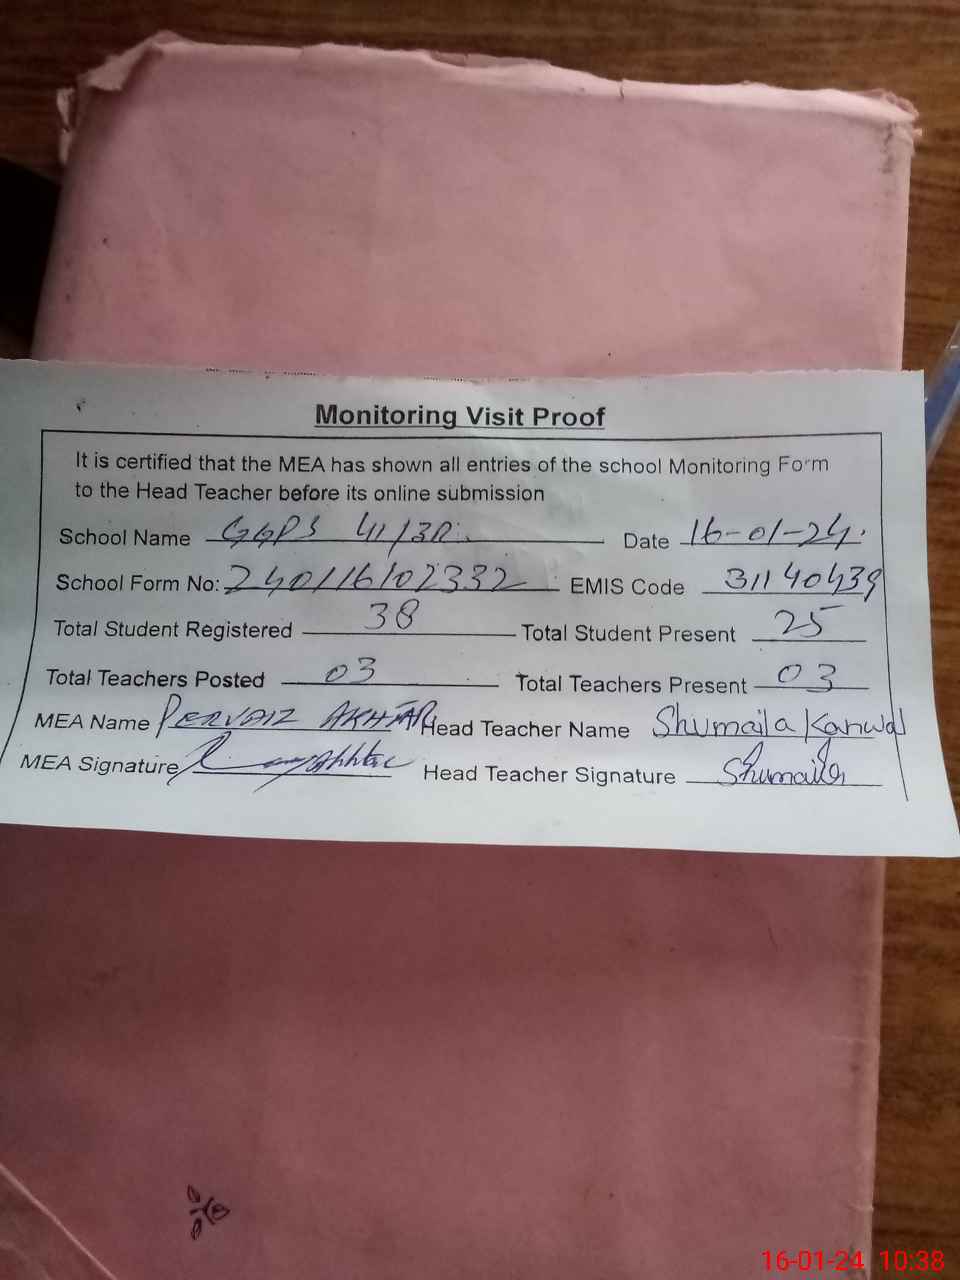 Monitoring Visit Proof
It is certified that the MEA has shown all entries of the school Monitoring Form
to the Head Teacher before its online submission
School Name GGPS 41/3R. Date 16-01-24.
School Form No: 240116102332 EMIS Code 31140439
Total Student Registered 38 Total Student Present 25
Total Teachers Posted 03 Total Teachers Present 03
MEA Name PERVAIZ AKHTAR Head Teacher Name Shumaila Kanwal
MEA Signature Head Teacher Signature Shumaila
16-01-24 10:38